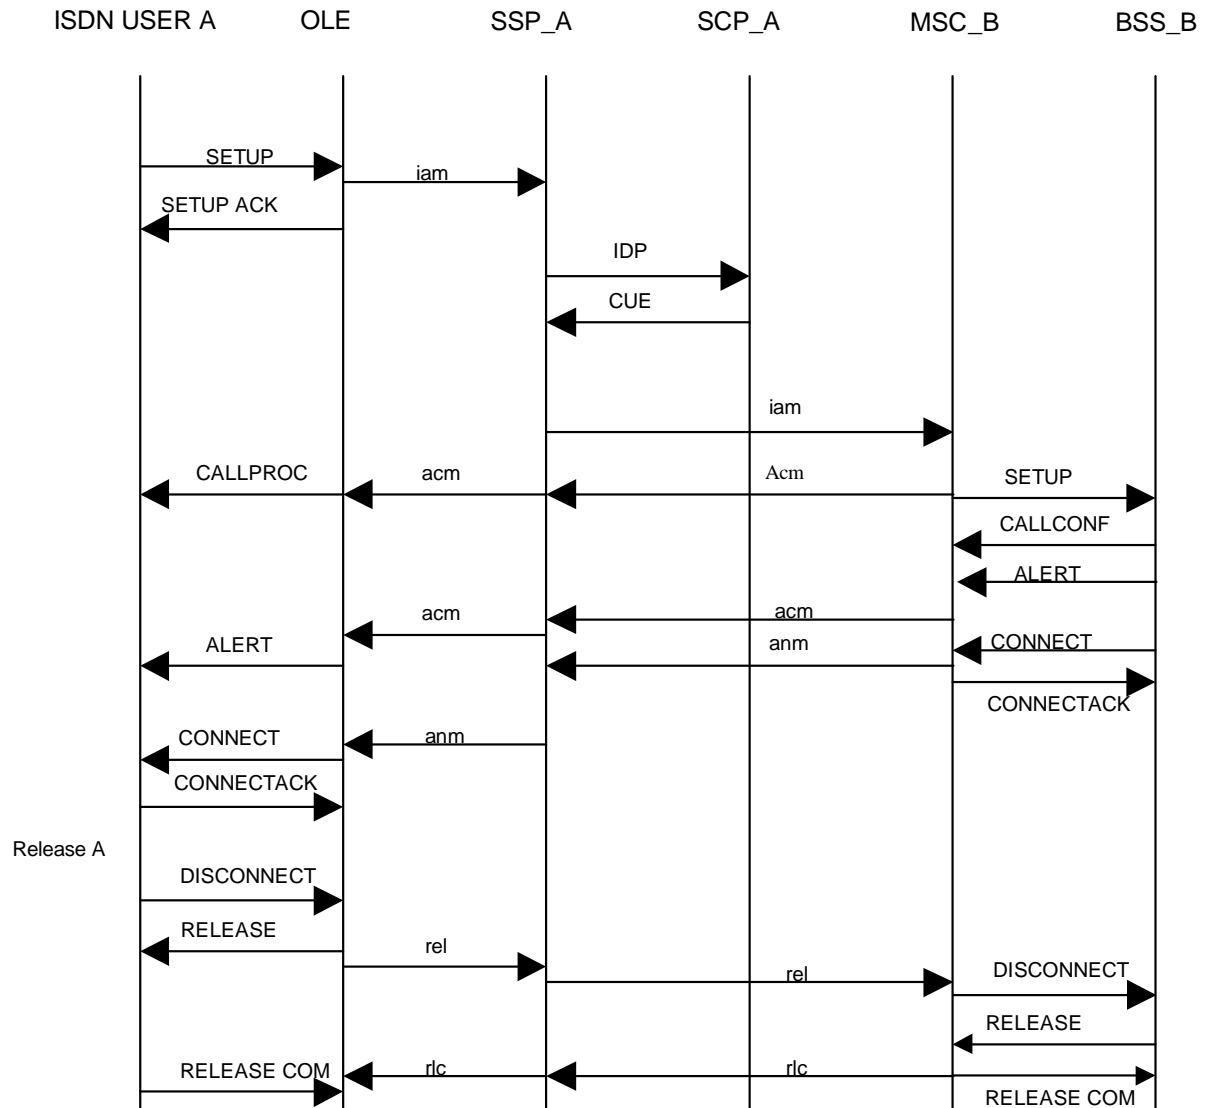 ISDN USER A OLE SSP_A SCP_A MSC_B BSS_B
SETUP
iam
SETUP ACK
IDP
CUE
iam
CALLPROC acm Acm SETUP
CALLCONF
ALERT
acm acm
ALERT anm CONNECT
CONNECTACK
CONNECT anm
CONNECTACK
Release A
DISCONNECT
RELEASE
rel
rel DISCONNECT
RELEASE
RELEASE COM rlc rlc
RELEASE COM